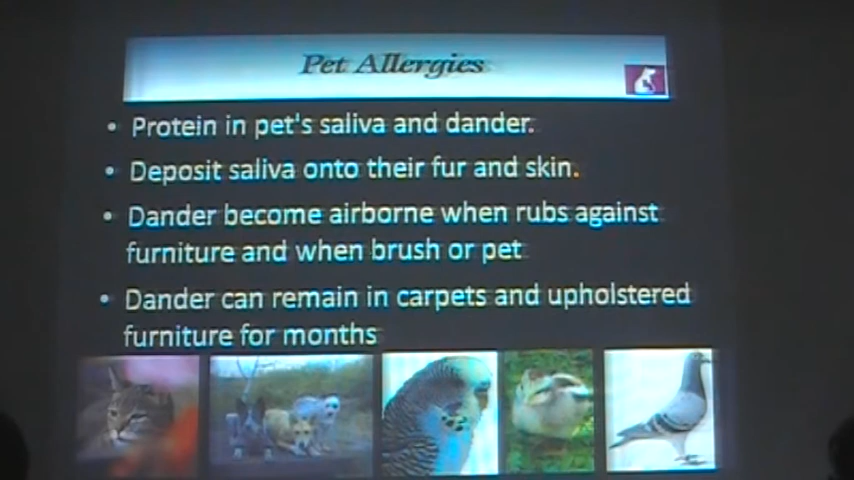 Pet Allergies
• Protein in pet's saliva and dander.
• Deposit saliva onto their fur and skin.
• Dander become airborne when rubs against
furniture and when brush or pet
• Dander can remain in carpets and upholstered
furniture for months